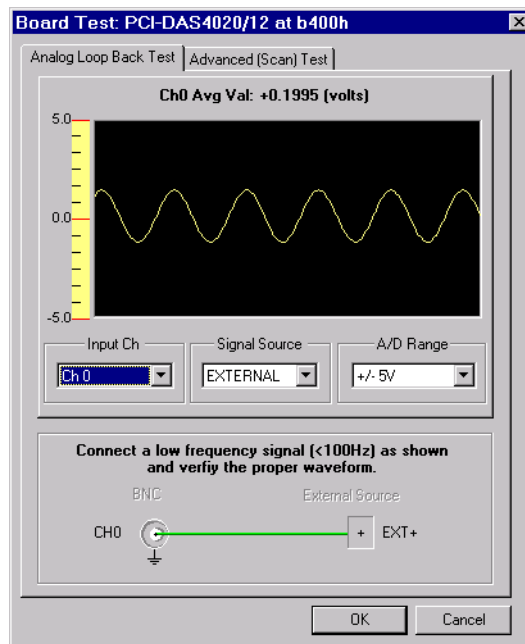 Board Test: PCI-DAS4020/12 at b400h
Analog Loop Back Test
Advanced (Scan) Test
Ch0 Avg Val: +0.1995 (volts)
5.0
0.0
-5.0
Input Ch
Signal Source
A/D Range
Ch 0
EXTERNAL
+/- 5V
Connect a low frequency signal (<100Hz) as shown
and verfiy the proper waveform.
BNC
External Source
CH0
+
EXT+
OK
Cancel